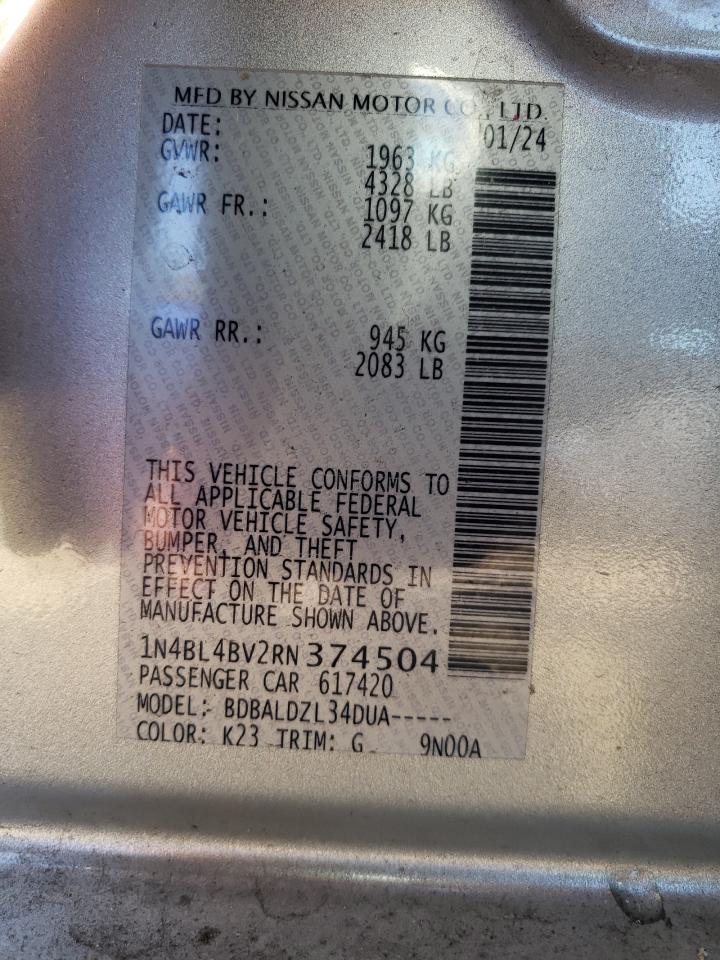 MFD BY NISSAN MOTOR CO., LTD.
DATE: 01/24
GVWR: 1963 KG
4328 LB
GAWR FR.: 1097 KG
2418 LB
GAWR RR.: 945 KG
2083 LB
THIS VEHICLE CONFORMS TO
ALL APPLICABLE FEDERAL
MOTOR VEHICLE SAFETY,
BUMPER, AND THEFT
PREVENTION STANDARDS IN
EFFECT ON THE DATE OF
MANUFACTURE SHOWN ABOVE.
1N4BL4BV2RN374504
PASSENGER CAR 617420
MODEL: BDBALDZL34DUA-----
COLOR: K23 TRIM: G 9N00A